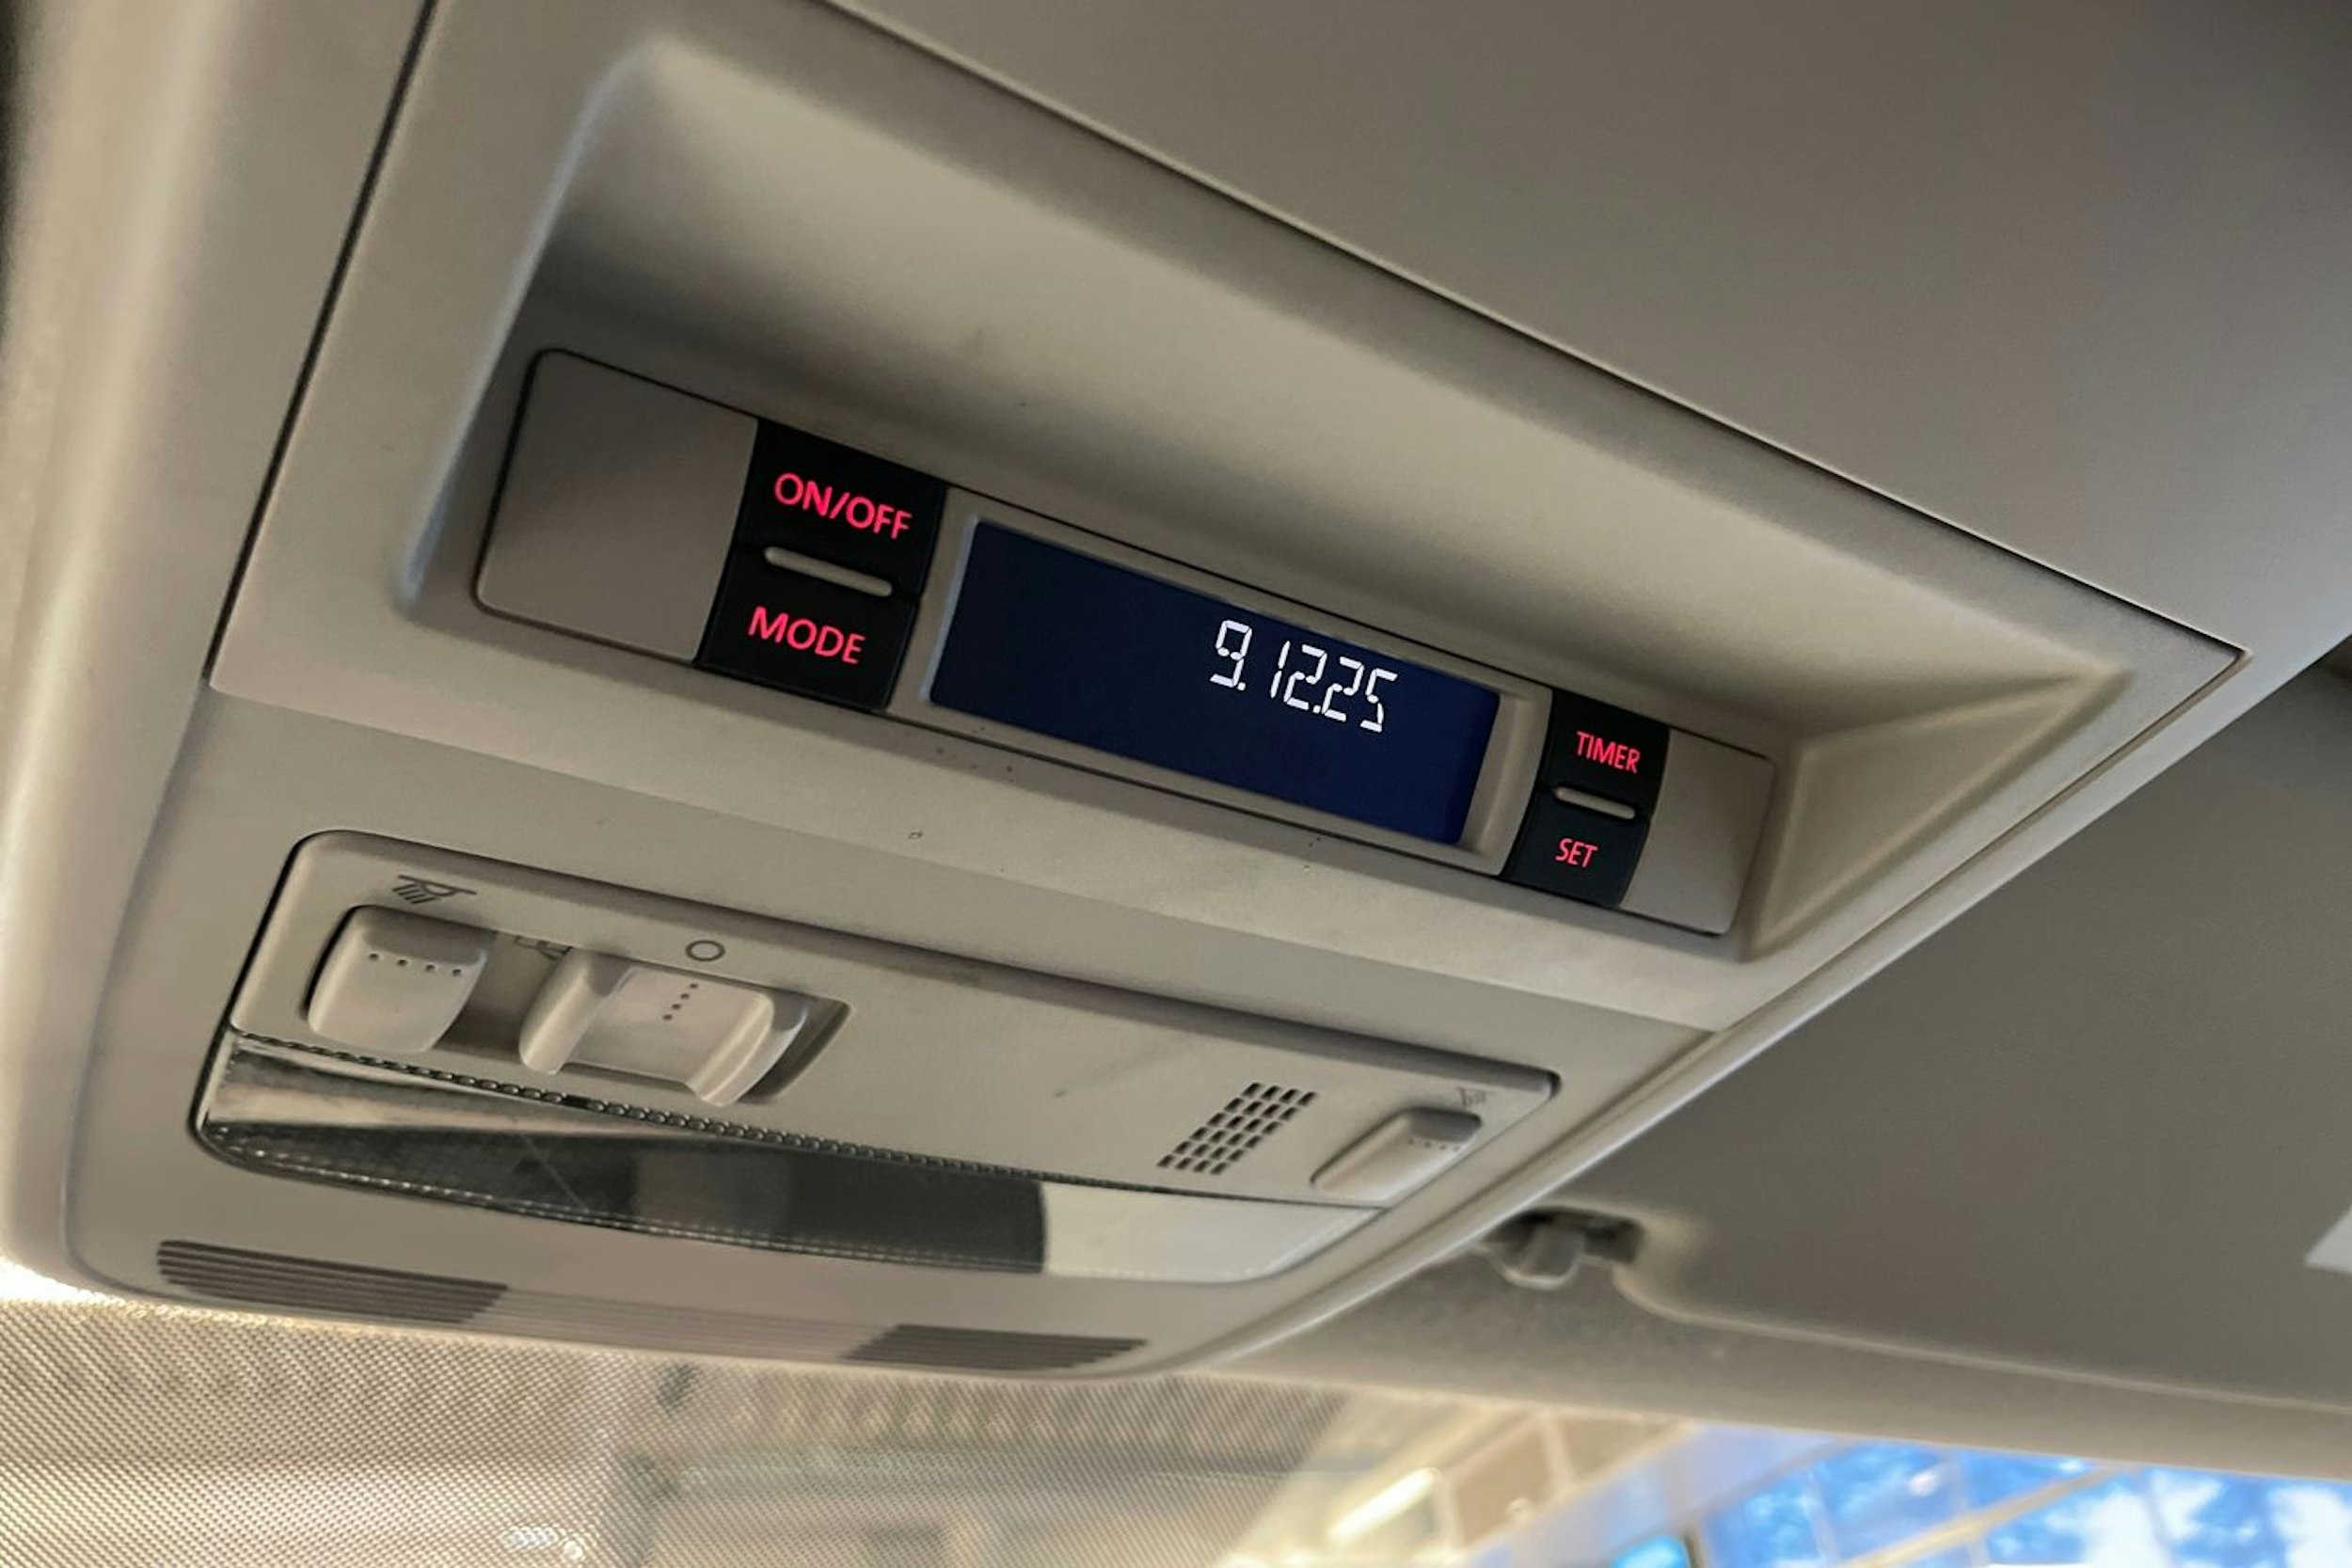 ON/OFF
MODE
9.12.25
TIMER
SET